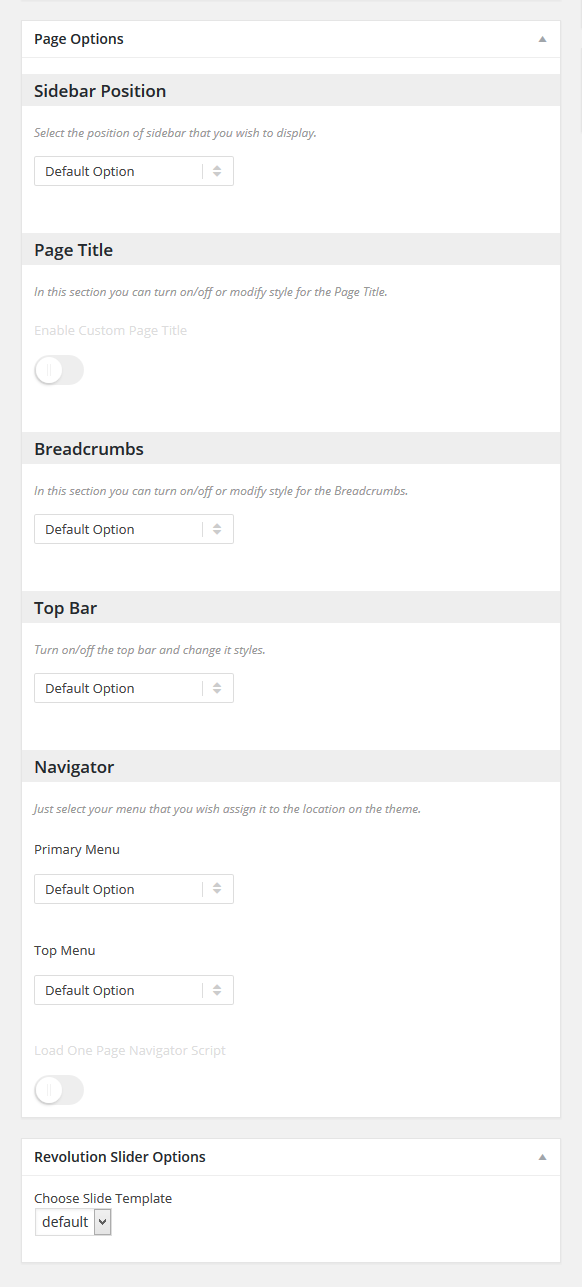 Page Options
Sidebar Position
Select the position of sidebar that you wish to display.
Default Option
Page Title
In this section you can turn on/off or modify style for the Page Title.
Enable Custom Page Title
Breadcrumbs
In this section you can turn on/off or modify style for the Breadcrumbs.
Default Option
Top Bar
Turn on/off the top bar and change it styles.
Default Option
Navigator
Just select your menu that you wish assign it to the location on the theme.
Primary Menu
Default Option
Top Menu
Default Option
Load One Page Navigator Script
Revolution Slider Options
Choose Slide Template
default